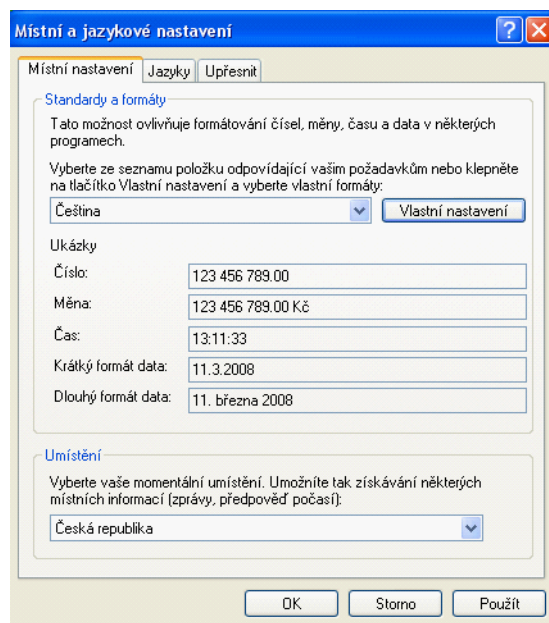 Místní a jazykové nastavení
Místní nastavení Jazyky Upřesnit
Standardy a formáty
Tato možnost ovlivňuje formátování čísel, měny, času a data v některých
programech.
Vyberte ze seznamu položku odpovídající vašim požadavkům nebo klepněte
na tlačítko Vlastní nastavení a vyberte vlastní formáty:
Čeština Vlastní nastavení
Ukázky
Číslo: 123 456 789.00
Měna: 123 456 789.00 Kč
Čas: 13:11:33
Krátký formát data: 11.3.2008
Dlouhý formát data: 11. března 2008
Umístění
Vyberte vaše momentální umístění. Umožníte tak získávání některých
místních informací (zprávy, předpověď počasí):
Česká republika
OK Storno Použít